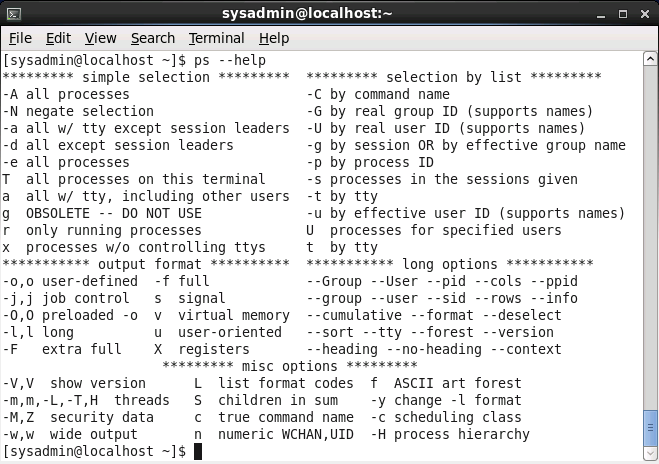 sysadmin@localhost:~
File Edit View Search Terminal Help
[sysadmin@localhost ~]$ ps --help
********* simple selection *********  ********* selection by list *********
-A all processes                      -C by command name
-N negate selection                   -G by real group ID (supports names)
-a all w/ tty except session leaders  -U by real user ID (supports names)
-d all except session leaders         -g by session OR by effective group name
-e all processes                      -p by process ID
T  all processes on this terminal     -s processes in the sessions given
a  all w/ tty, including other users  -t by tty
g  OBSOLETE -- DO NOT USE             -u by effective user ID (supports names)
r  only running processes             U  processes for specified users
x  processes w/o controlling ttys     t  by tty
*********** output format **********  *********** long options ***********
-o,o user-defined  -f full            --Group --User --pid --cols --ppid
-j,j job control   s  signal          --group --user --sid --rows --info
-O,O preloaded -o  v  virtual memory  --cumulative --format --deselect
-l,l long          u  user-oriented   --sort --tty --forest --version
-F   extra full    X  registers       --heading --no-heading --context
                    ********* misc options *********
-V,V  show version      L  list format codes  f  ASCII art forest
-m,m,-L,-T,H  threads   S  children in sum    -y change -l format
-M,Z  security data     c  true command name  -c scheduling class
-w,w  wide output       n  numeric WCHAN,UID  -H process hierarchy
[sysadmin@localhost ~]$